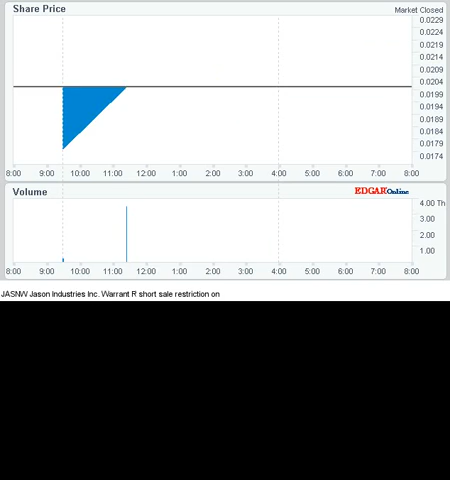 Share Price
Market Closed
0.0229
0.0224
0.0219
0.0214
0.0209
0.0204
0.0199
0.0194
0.0189
0.0184
0.0179
0.0174
8:00 9:00 10:00 11:00 12:00 1:00 2:00 3:00 4:00 5:00 6:00 7:00 8:00
Volume
EDGAR Online
4.00 Th
3.00
2.00
1.00
8:00 9:00 10:00 11:00 12:00 1:00 2:00 3:00 4:00 5:00 6:00 7:00 8:00
JASNW Jason Industries Inc. Warrant R short sale restriction on